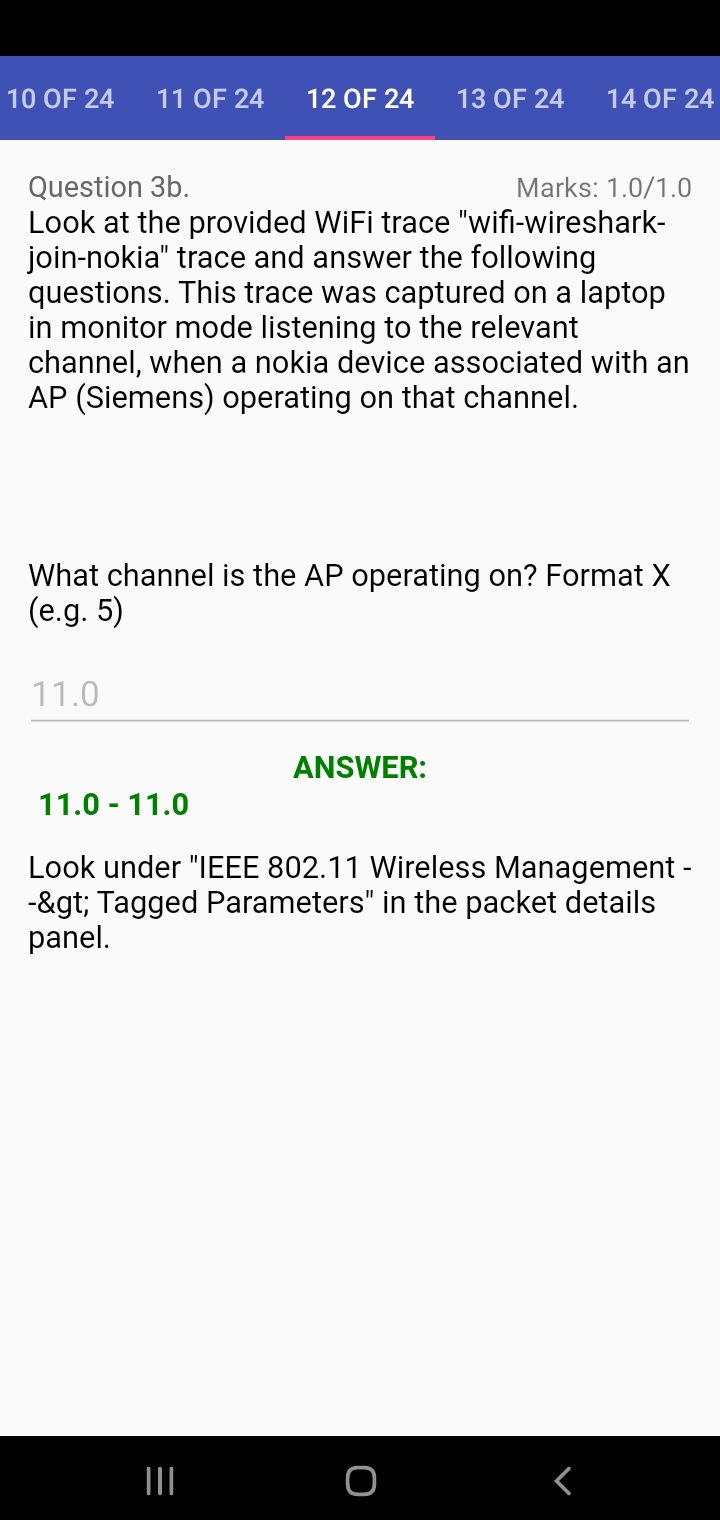 10 OF 24 11 OF 24 12 OF 24 13 OF 24 14 OF 24
Question 3b. Marks: 1.0/1.0
Look at the provided WiFi trace "wifi-wireshark-
join-nokia" trace and answer the following
questions. This trace was captured on a laptop
in monitor mode listening to the relevant
channel, when a nokia device associated with an
AP (Siemens) operating on that channel.
What channel is the AP operating on? Format X
(e.g. 5)
11.0
ANSWER:
11.0 - 11.0
Look under "IEEE 802.11 Wireless Management -
-&gt; Tagged Parameters" in the packet details
panel.